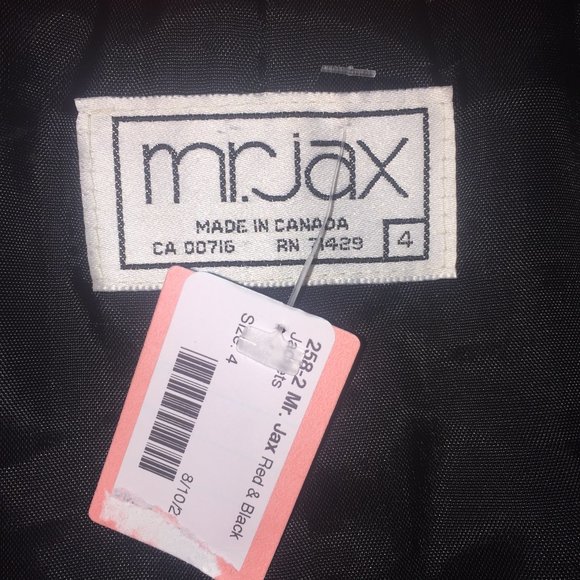 mr.jax
MADE IN CANADA
CA 00716 RN 71429
4
258-2 Mr. Jax Red & Black
Jackets
Size: 4
8/10/2